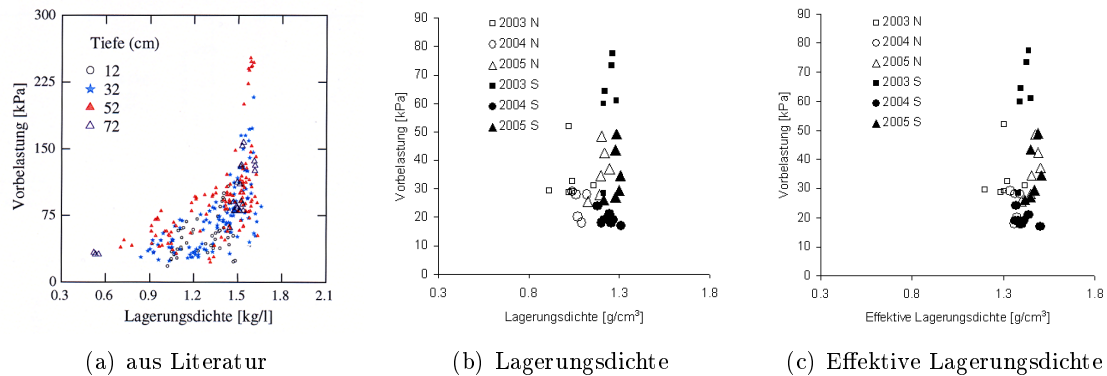 300
225
150
75
0
Vorbelastung [kPa]
Tiefe (cm)
12
32
52
72
0.3 0.6 0.9 1.2 1.5 1.8 2.1
Lagerungsdichte [kg/l]
(a) aus Literatur
90
80
70
60
50
40
30
20
10
0
Vorbelastung [kPa]
2003 N
2004 N
2005 N
2003 S
2004 S
2005 S
0.3 0.8 1.3 1.8
Lagerungsdichte [g/cm³]
(b) Lagerungsdichte
90
80
70
60
50
40
30
20
10
0
Vorbelastung [kPa]
2003 N
2004 N
2005 N
2003 S
2004 S
2005 S
0.3 0.8 1.3 1.8
Effektive Lagerungsdichte [g/cm³]
(c) Effektive Lagerungsdichte